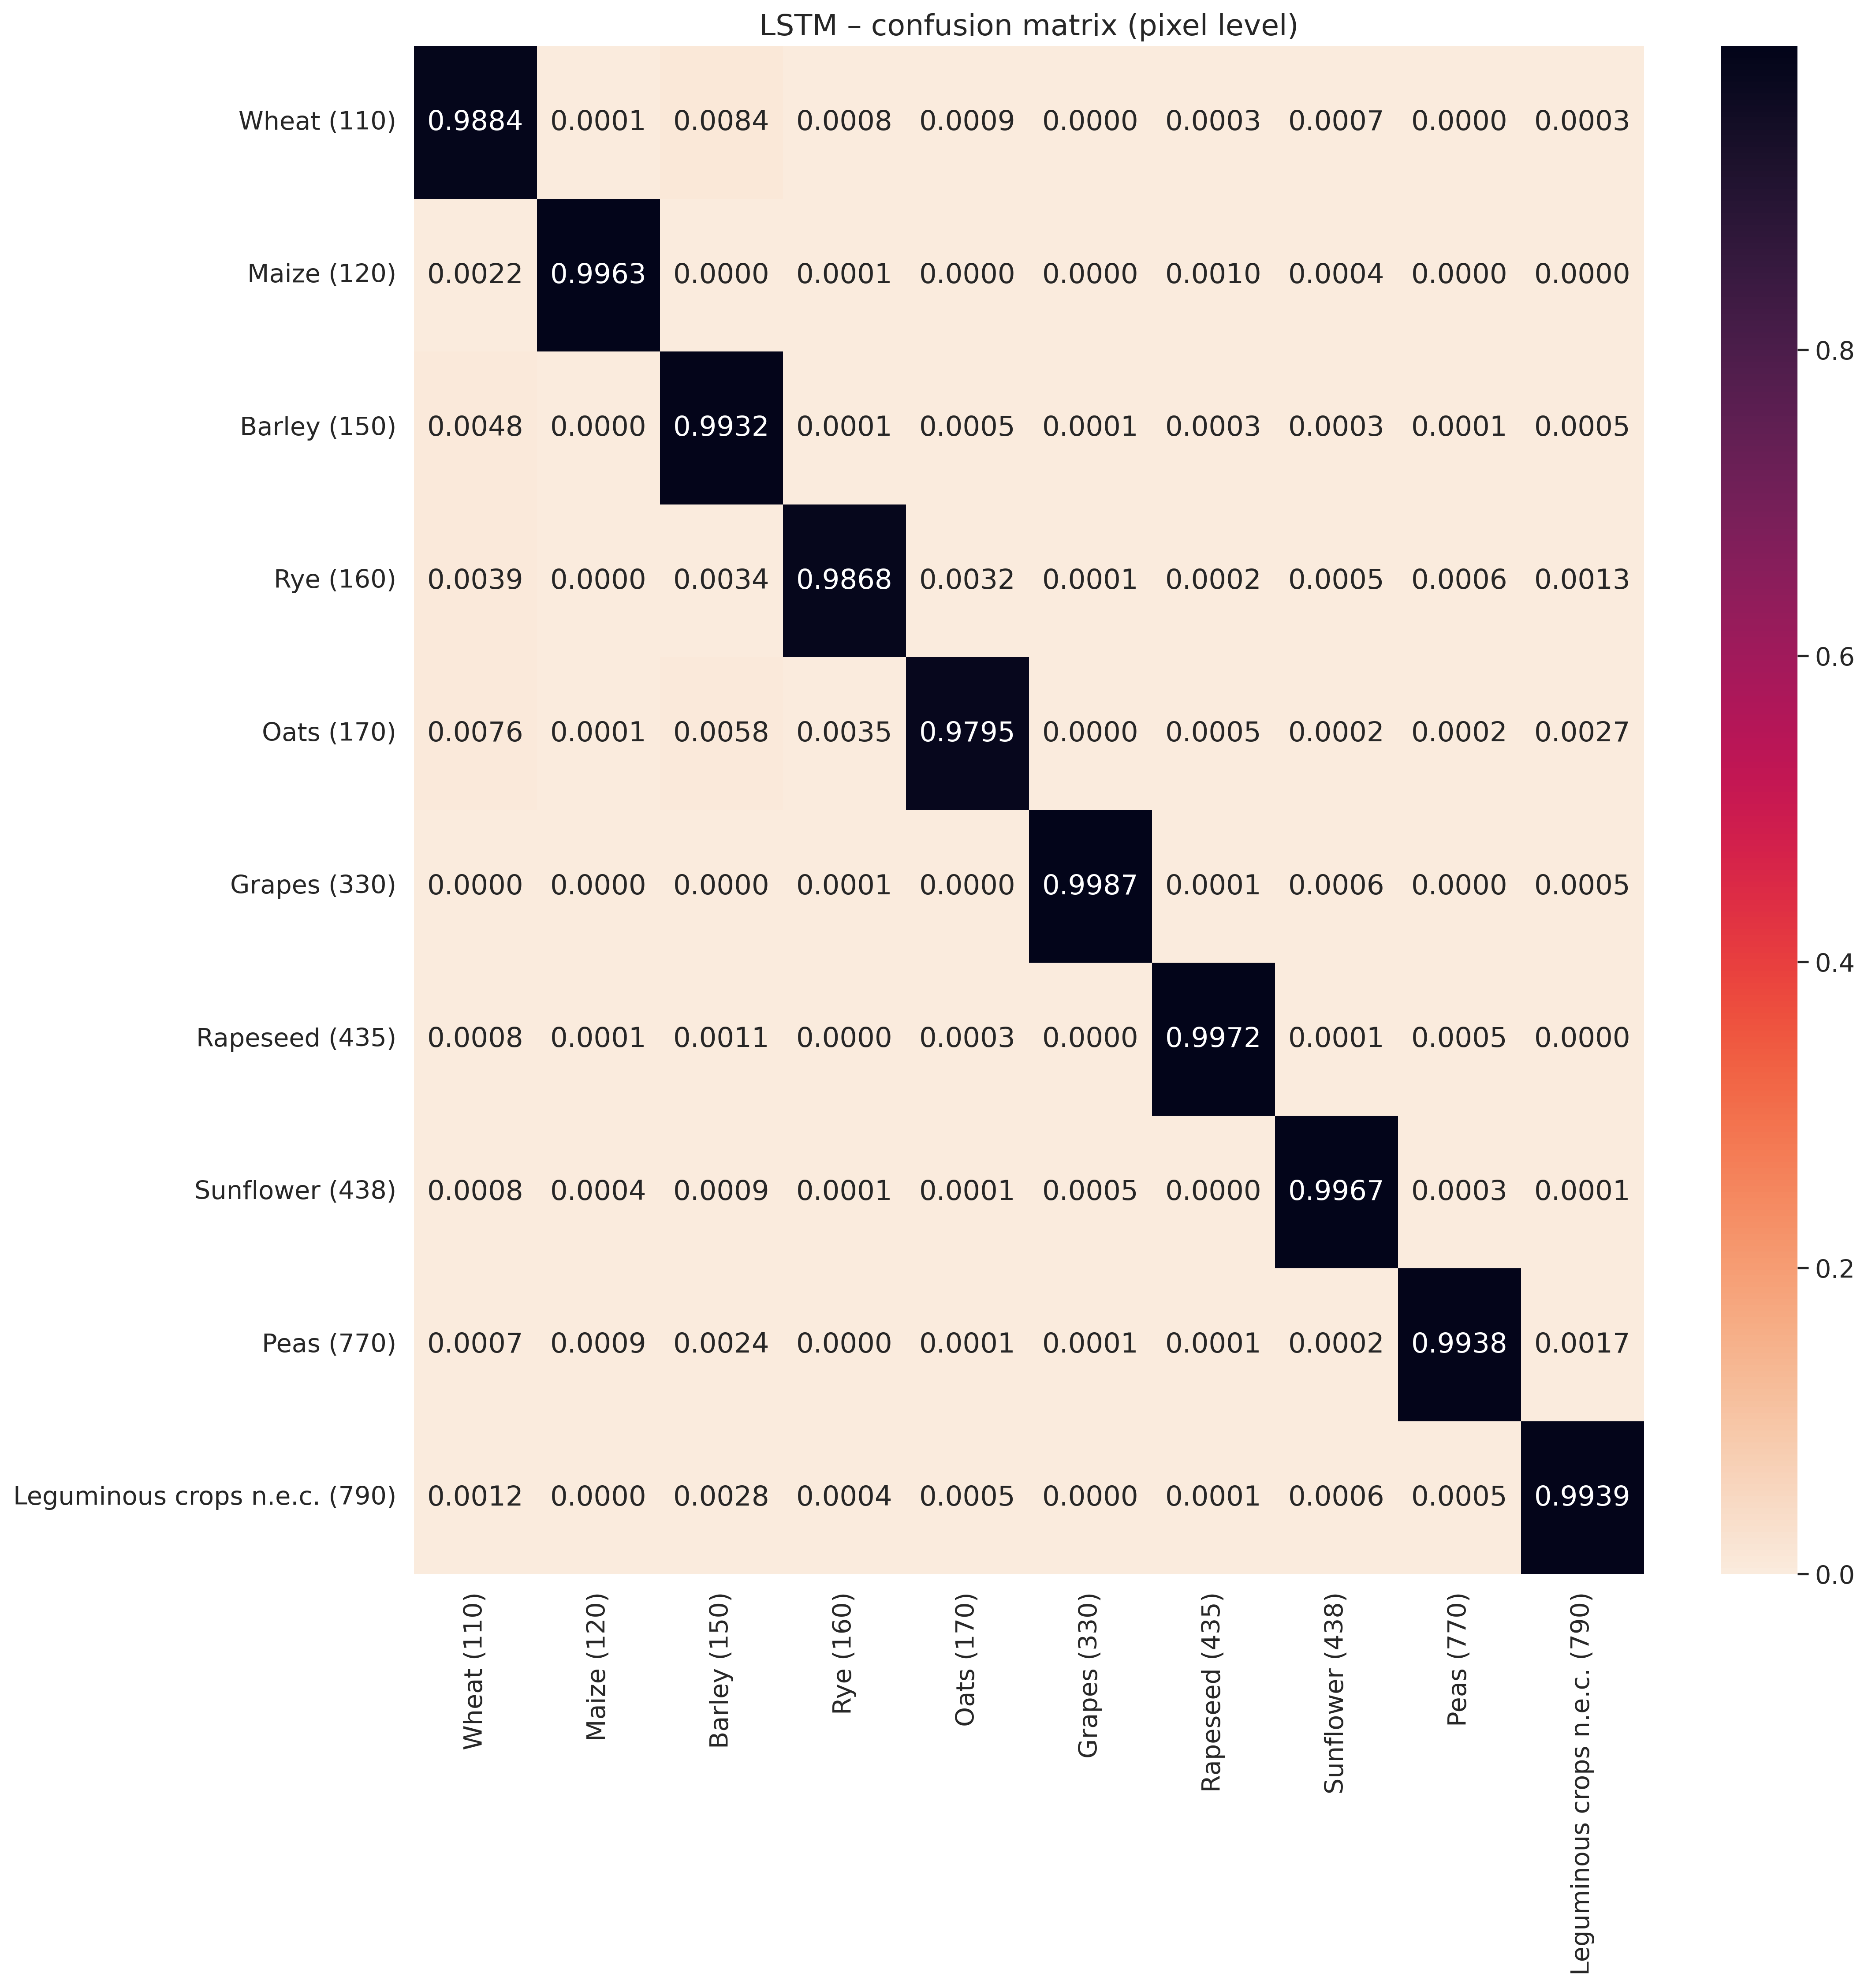 LSTM – confusion matrix (pixel level)
Wheat (110) 0.9884 0.0001 0.0084 0.0008 0.0009 0.0000 0.0003 0.0007 0.0000 0.0003
Maize (120) 0.0022 0.9963 0.0000 0.0001 0.0000 0.0000 0.0010 0.0004 0.0000 0.0000
0.8
Barley (150) 0.0048 0.0000 0.9932 0.0001 0.0005 0.0001 0.0003 0.0003 0.0001 0.0005
Rye (160) 0.0039 0.0000 0.0034 0.9868 0.0032 0.0001 0.0002 0.0005 0.0006 0.0013
0.6
Oats (170) 0.0076 0.0001 0.0058 0.0035 0.9795 0.0000 0.0005 0.0002 0.0002 0.0027
Grapes (330) 0.0000 0.0000 0.0000 0.0001 0.0000 0.9987 0.0001 0.0006 0.0000 0.0005
0.4
Rapeseed (435) 0.0008 0.0001 0.0011 0.0000 0.0003 0.0000 0.9972 0.0001 0.0005 0.0000
Sunflower (438) 0.0008 0.0004 0.0009 0.0001 0.0001 0.0005 0.0000 0.9967 0.0003 0.0001
0.2
Peas (770) 0.0007 0.0009 0.0024 0.0000 0.0001 0.0001 0.0001 0.0002 0.9938 0.0017
Leguminous crops n.e.c. (790) 0.0012 0.0000 0.0028 0.0004 0.0005 0.0000 0.0001 0.0006 0.0005 0.9939
0.0
Wheat (110)
Maize (120)
Barley (150)
Rye (160)
Oats (170)
Grapes (330)
Rapeseed (435)
Sunflower (438)
Peas (770)
Leguminous crops n.e.c. (790)